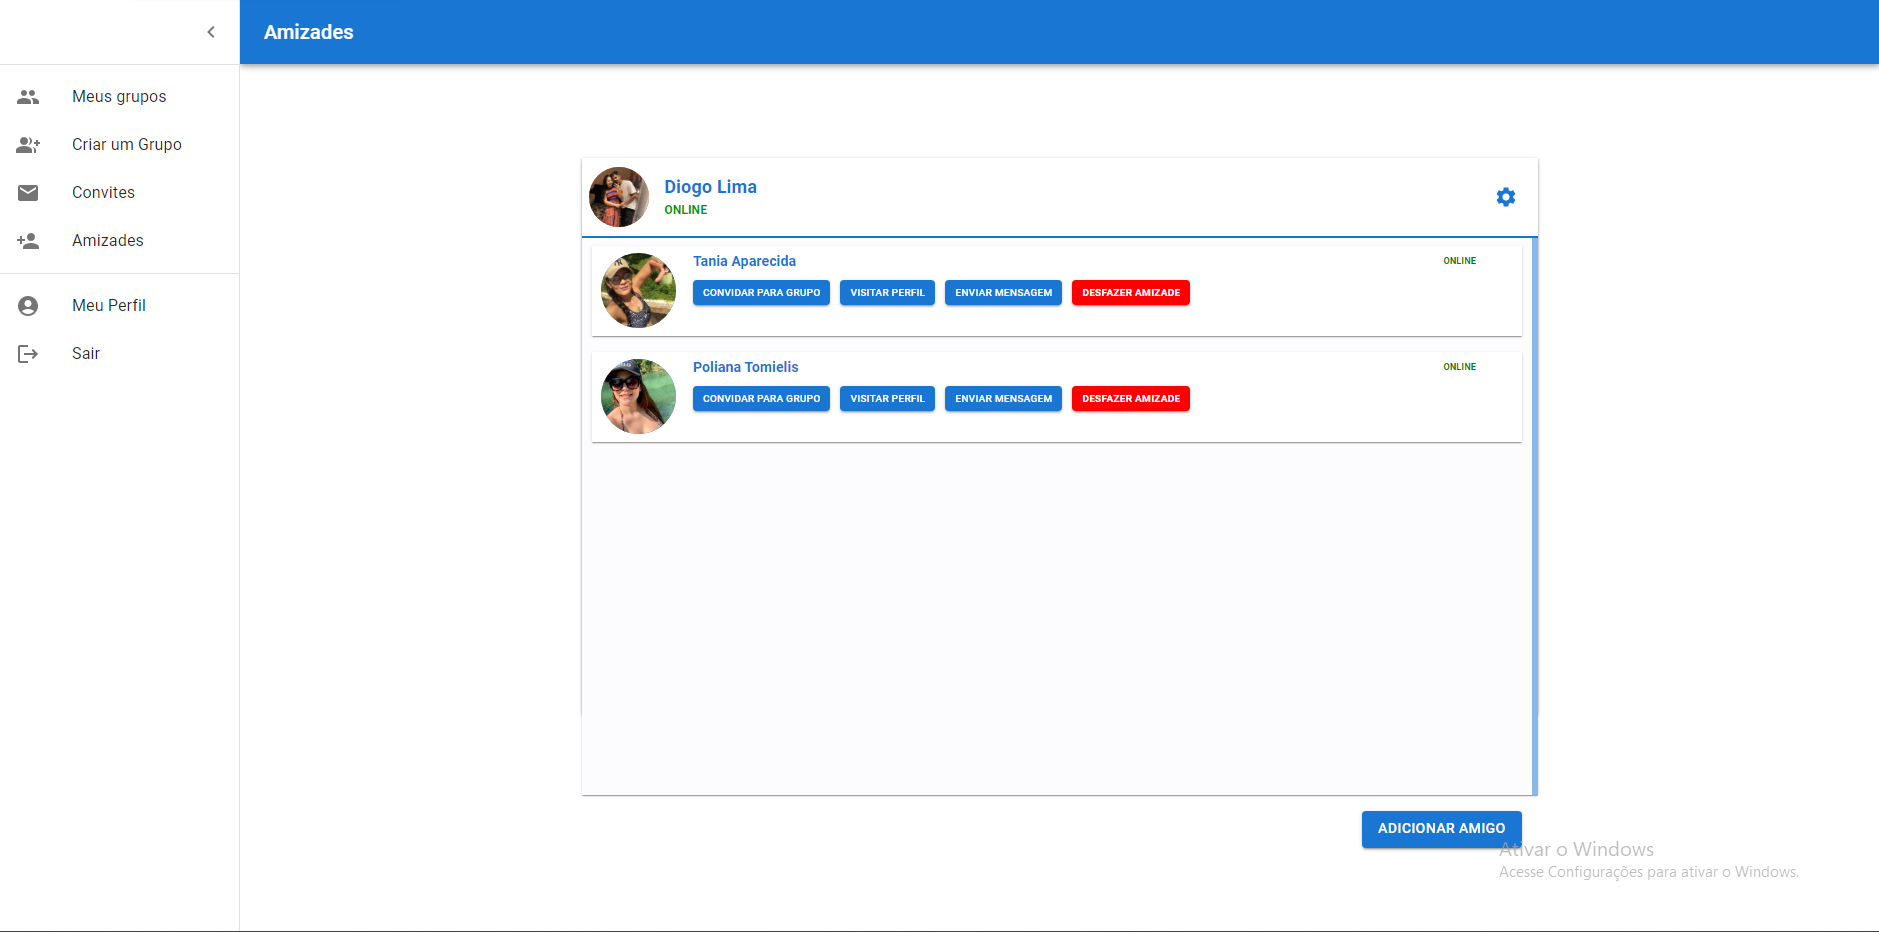 Amizades
Meus grupos
Criar um Grupo
Convites
Amizades
Meu Perfil
Sair
Diogo Lima
ONLINE
Tania Aparecida
ONLINE
CONVIDAR PARA GRUPO
VISITAR PERFIL
ENVIAR MENSAGEM
DESFAZER AMIZADE
Poliana Tomielis
ONLINE
CONVIDAR PARA GRUPO
VISITAR PERFIL
ENVIAR MENSAGEM
DESFAZER AMIZADE
ADICIONAR AMIGO
Ativar o Windows
Acesse Configurações para ativar o Windows.